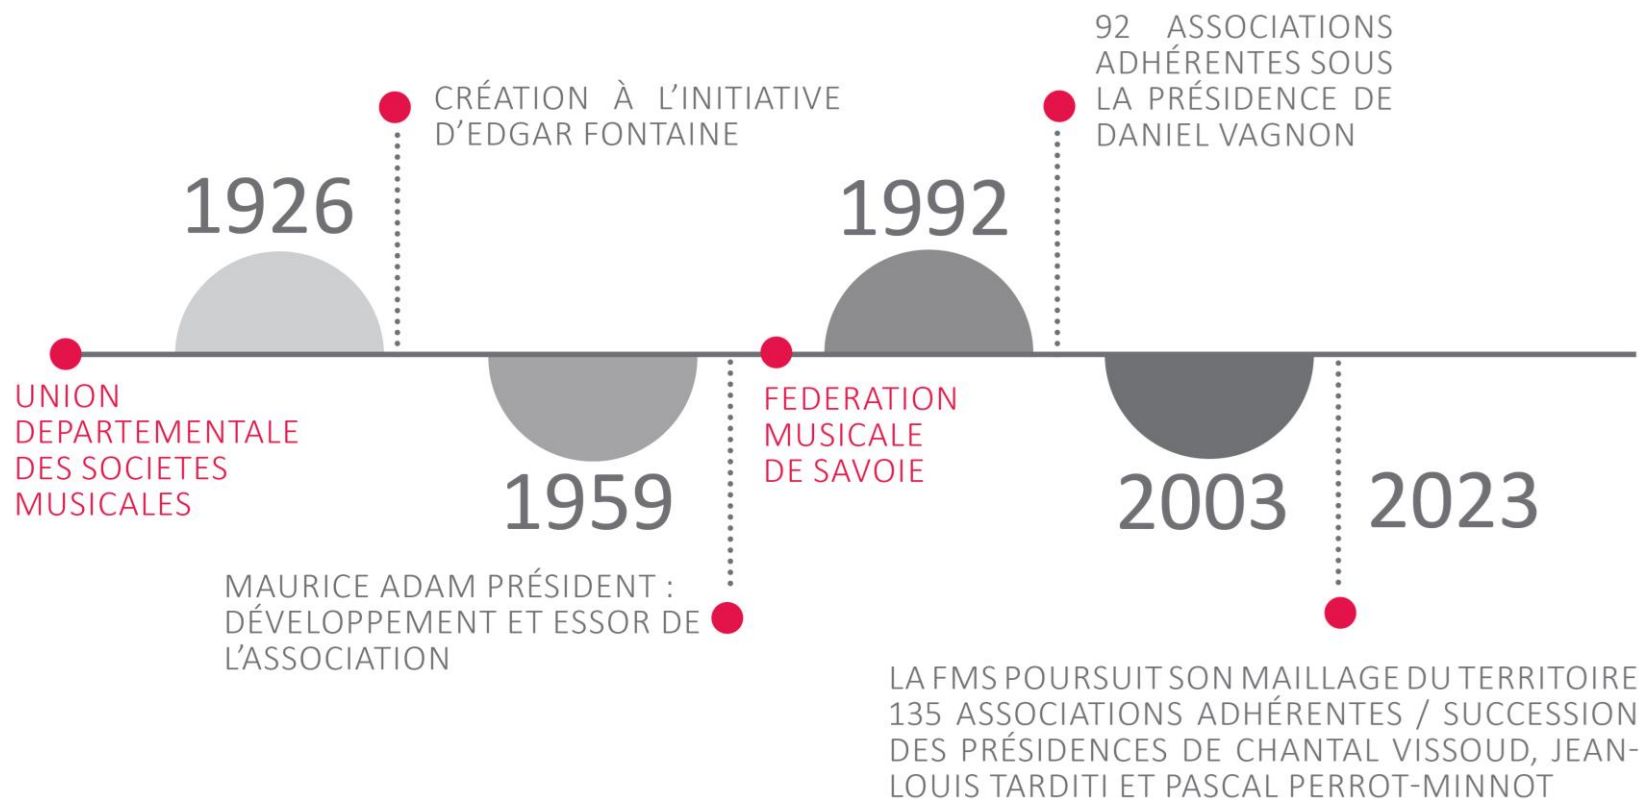 1926
CRÉATION À L'INITIATIVE
D'EDGAR FONTAINE
1992
92 ASSOCIATIONS
ADHÉRENTES SOUS
LA PRÉSIDENCE DE
DANIEL VAGNON
UNION
DEPARTEMENTALE
DES SOCIETES
MUSICALES
1959
MAURICE ADAM PRÉSIDENT :
DÉVELOPPEMENT ET ESSOR DE
L'ASSOCIATION
FEDERATION
MUSICALE
DE SAVOIE
2003
2023
LA FMS POURSUIT SON MAILLAGE DU TERRITOIRE
135 ASSOCIATIONS ADHÉRENTES / SUCCESSION
DES PRÉSIDENCES DE CHANTAL VISSOUD, JEAN-
LOUIS TARDITI ET PASCAL PERROT-MINNOT